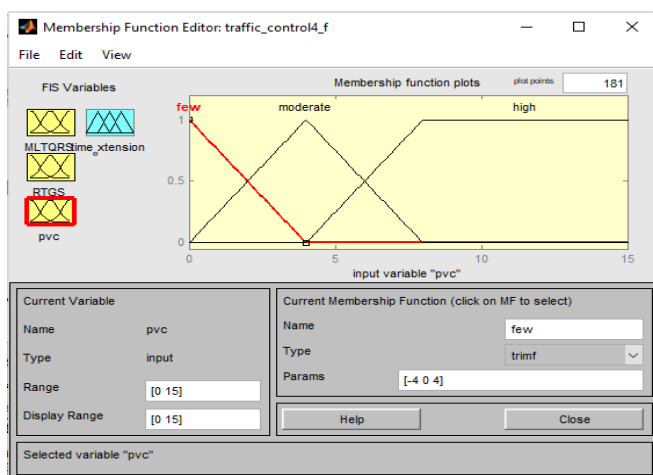 Membership Function Editor: traffic_control4_f
File Edit View
FIS Variables
Membership function plots
plot points:
181
MLTQRS
time_extension
RTGS
pvc
few
moderate
high
1
0.5
0
0
5
10
15
input variable "pvc"
Current Variable
Name
pvc
Type
input
Range
[0 15]
Display Range
[0 15]
Current Membership Function (click on MF to select)
Name
few
Type
trimf
Params
[-4 0 4]
Help
Close
Selected variable "pvc"